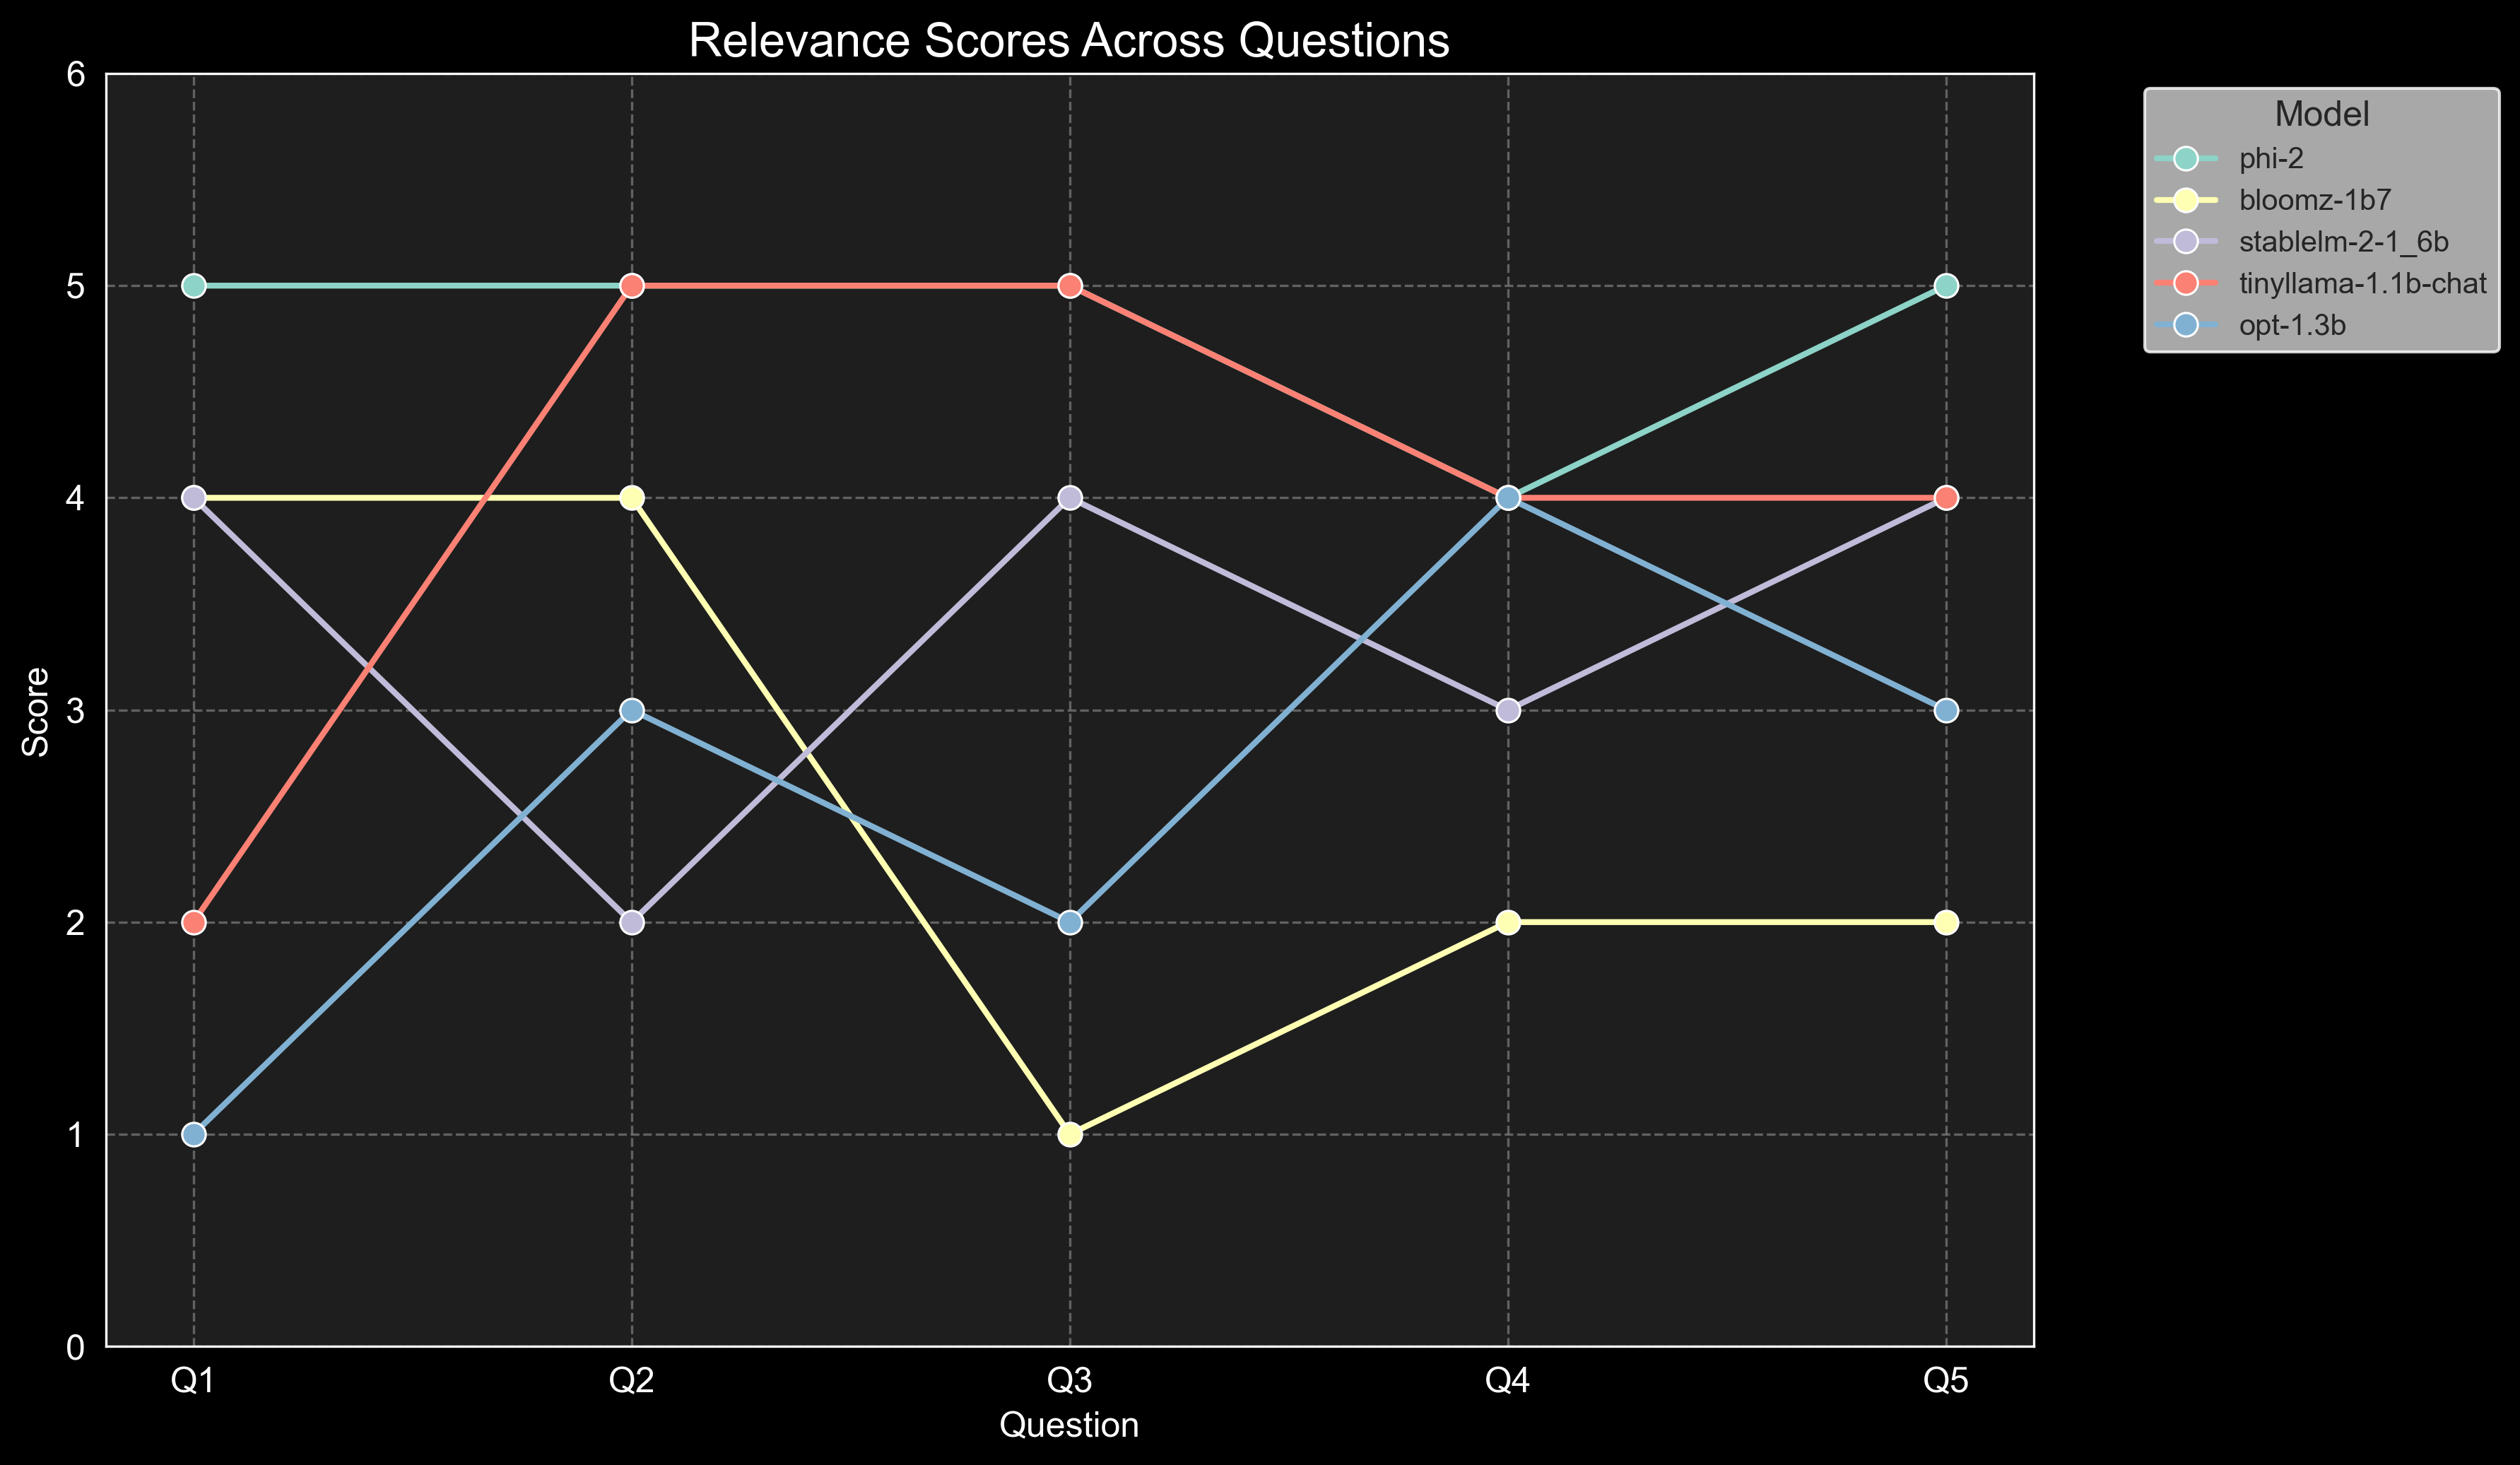 Relevance Scores Across Questions
6
5
4
3
2
1
0
Score
Q1 Q2 Q3 Q4 Q5
Question
Model
phi-2
bloomz-1b7
stablelm-2-1_6b
tinyllama-1.1b-chat
opt-1.3b